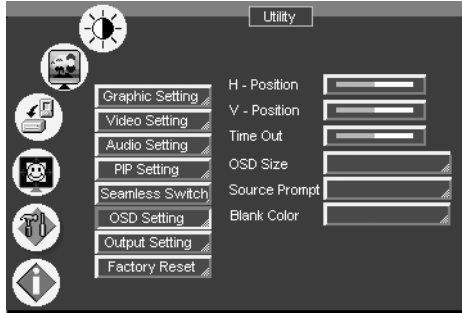 Utility
Graphic Setting
Video Setting
Audio Setting
PIP Setting
Seamless Switch
OSD Setting
Output Setting
Factory Reset
H - Position
V - Position
Time Out
OSD Size
Source Prompt
Blank Color